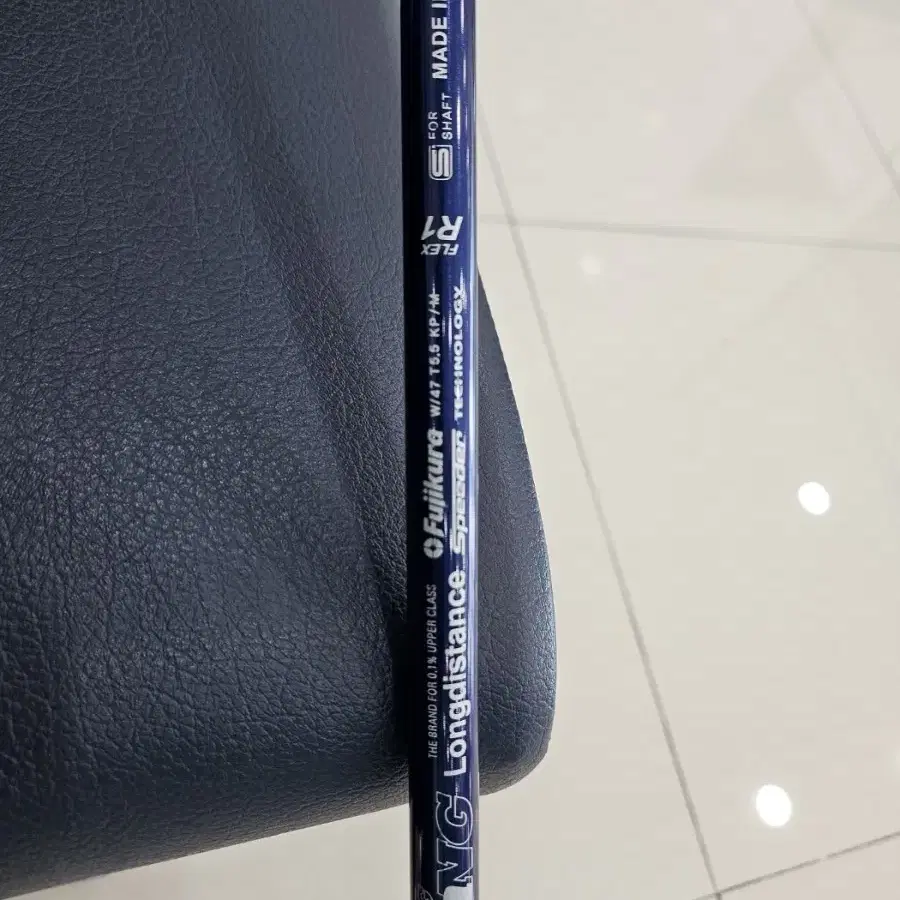 NG Longdistance
THE BRAND FOR 0.1% UPPER CLASS
Fujikura W/47 T5.5 KP/-M
Speeder TECHNOLOGY
FLEX
R1
S FOR
SHAFT
MADE